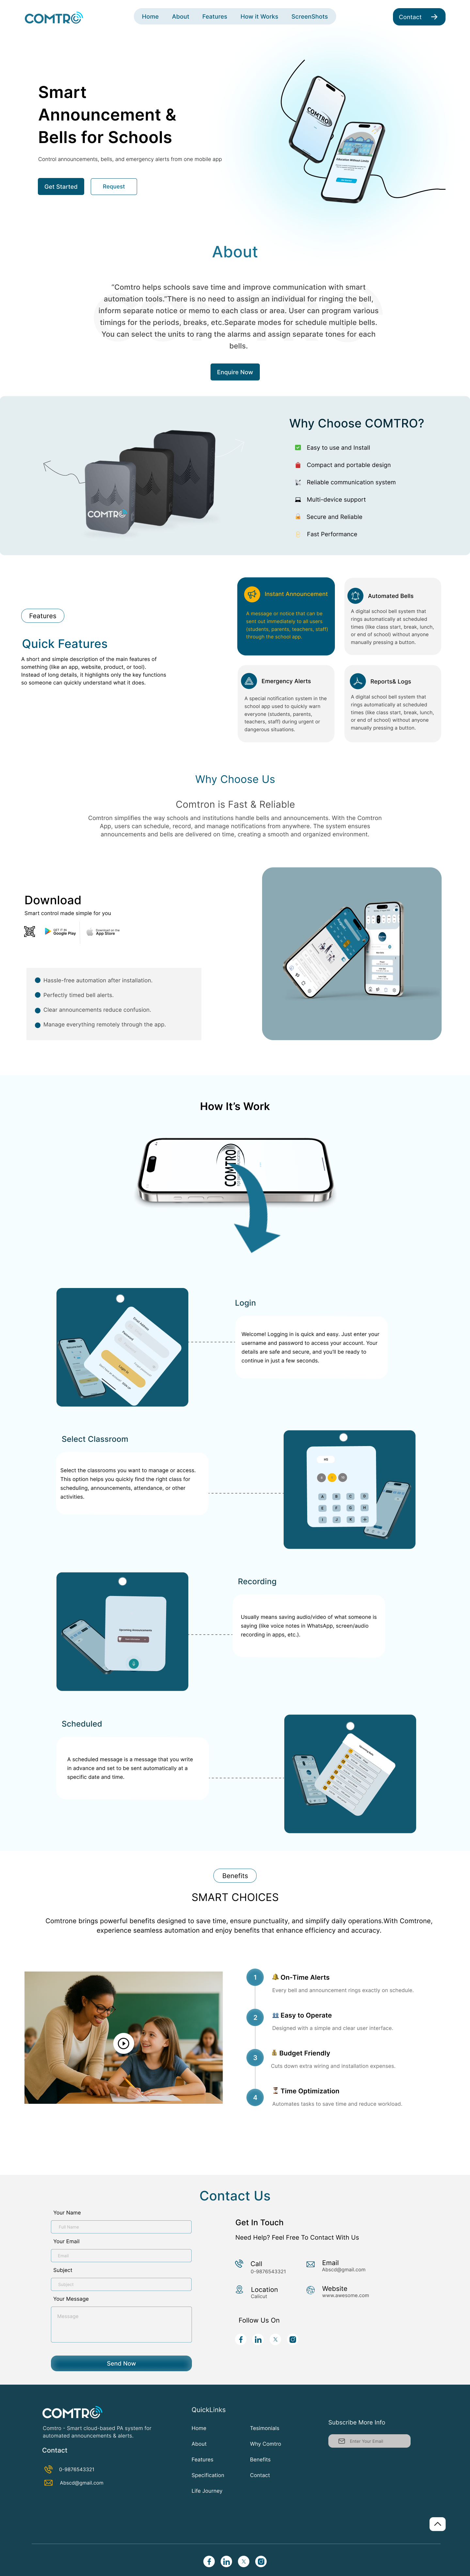 COMTRO
Home
About
Features
How it Works
ScreenShots
Contact
Smart
Announcement &
Bells for Schools
Control announcements, bells, and emergency alerts from one mobile app
Get Started
Request
COMTRO
About
"Comtro helps schools save time and improve communication with smart
automation tools."There is no need to assign an individual for ringing the bell,
inform separate notice or memo to each class or area. User can program various
timings for the periods, breaks, etc.Separate modes for schedule multiple bells.
You can select the units to rang the alarms and assign separate tones for each
bells.
Enquire Now
COMTRO
Why Choose COMTRO?
Easy to use and Install
Compact and portable design
Reliable communication system
Multi-device support
Secure and Reliable
Fast Performance
Features
Quick Features
A short and simple description of the main features of
something (like an app, website, product, or tool).
Instead of long details, it highlights only the key functions
so someone can quickly understand what it does.
Instant Announcement
A message or notice that can be
sent out immediately to all users
(students, parents, teachers, staff)
through the school app.
Automated Bells
A digital school bell system that
rings automatically at scheduled
times (like class start, break, lunch,
or end of school) without anyone
manually pressing a button.
Emergency Alerts
A special notification system in the
school app used to quickly warn
everyone (students, parents,
teachers, staff) during urgent or
dangerous situations.
Reports& Logs
A digital school bell system that
rings automatically at scheduled
times (like class start, break, lunch,
or end of school) without anyone
manually pressing a button.
Why Choose Us
Comtron is Fast & Reliable
Comtron simplifies the way schools and institutions handle bells and announcements. With the Comtron
App, users can schedule, record, and manage notifications from anywhere. The system ensures
announcements and bells are delivered on time, creating a smooth and organized environment.
Download
Smart control made simple for you
GET IT ON
Google Play
Download on the
App Store
Hassle-free automation after installation.
Perfectly timed bell alerts.
Clear announcements reduce confusion.
Manage everything remotely through the app.
How It's Work
COMTRO
Login
Welcome! Logging in is quick and easy. Just enter your
username and password to access your account. Your
details are safe and secure, and you'll be ready to
continue in just a few seconds.
Select Classroom
Select the classrooms you want to manage or access.
This option helps you quickly find the right class for
scheduling, announcements, attendance, or other
activities.
Recording
Usually means saving audio/video of what someone is
saying (like voice notes in WhatsApp, screen/audio
recording in apps, etc.).
Scheduled
A scheduled message is a message that you write
in advance and set to be sent automatically at a
specific date and time.
Benefits
SMART CHOICES
Comtrone brings powerful benefits designed to save time, ensure punctuality, and simplify daily operations.With Comtrone,
experience seamless automation and enjoy benefits that enhance efficiency and accuracy.
1
On-Time Alerts
Every bell and announcement rings exactly on schedule.
2
Easy to Operate
Designed with a simple and clear user interface.
3
Budget Friendly
Cuts down extra wiring and installation expenses.
4
Time Optimization
Automates tasks to save time and reduce workload.
Contact Us
Your Name
Full Name
Your Email
Email
Subject
Subject
Your Message
Message
Send Now
Get In Touch
Need Help? Feel Free To Contact With Us
Call
0-9876543321
Email
Abscd@gmail.com
Location
Calicut
Website
www.awesome.com
Follow Us On
COMTRO
Comtro - Smart cloud-based PA system for
automated announcements & alerts.
Contact
0-9876543321
Abscd@gmail.com
QuickLinks
Home
About
Features
Specification
Life Journey
Tesimonials
Why Comtro
Benefits
Contact
Subscribe More Info
Enter Your Email